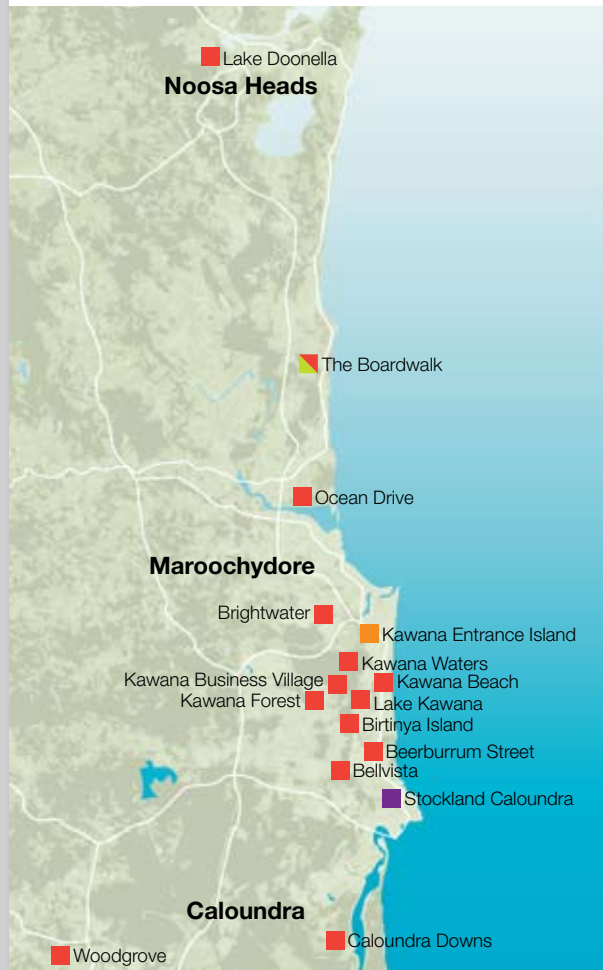 Lake Doonella
Noosa Heads
The Boardwalk
Ocean Drive
Maroochydore
Brightwater
Kawana Entrance Island
Kawana Waters
Kawana Business Village
Kawana Beach
Kawana Forest
Lake Kawana
Birtinya Island
Beerburrum Street
Bellvista
Stockland Caloundra
Caloundra
Caloundra Downs
Woodgrove